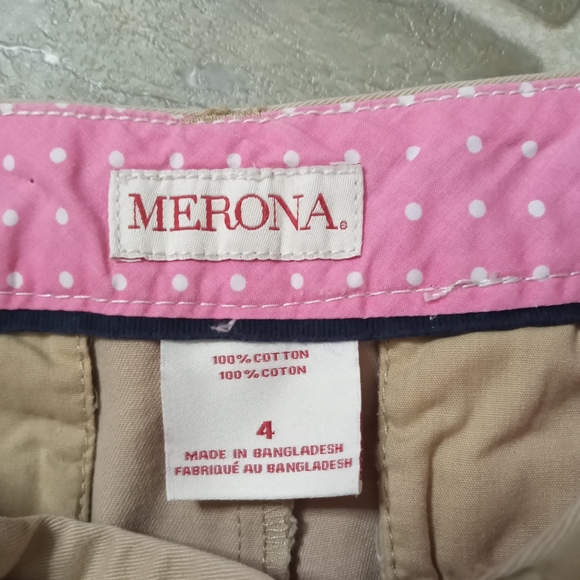 MERONA®
100% COTTON
100% COTON
4
MADE IN BANGLADESH
FABRIQUÉ AU BANGLADESH